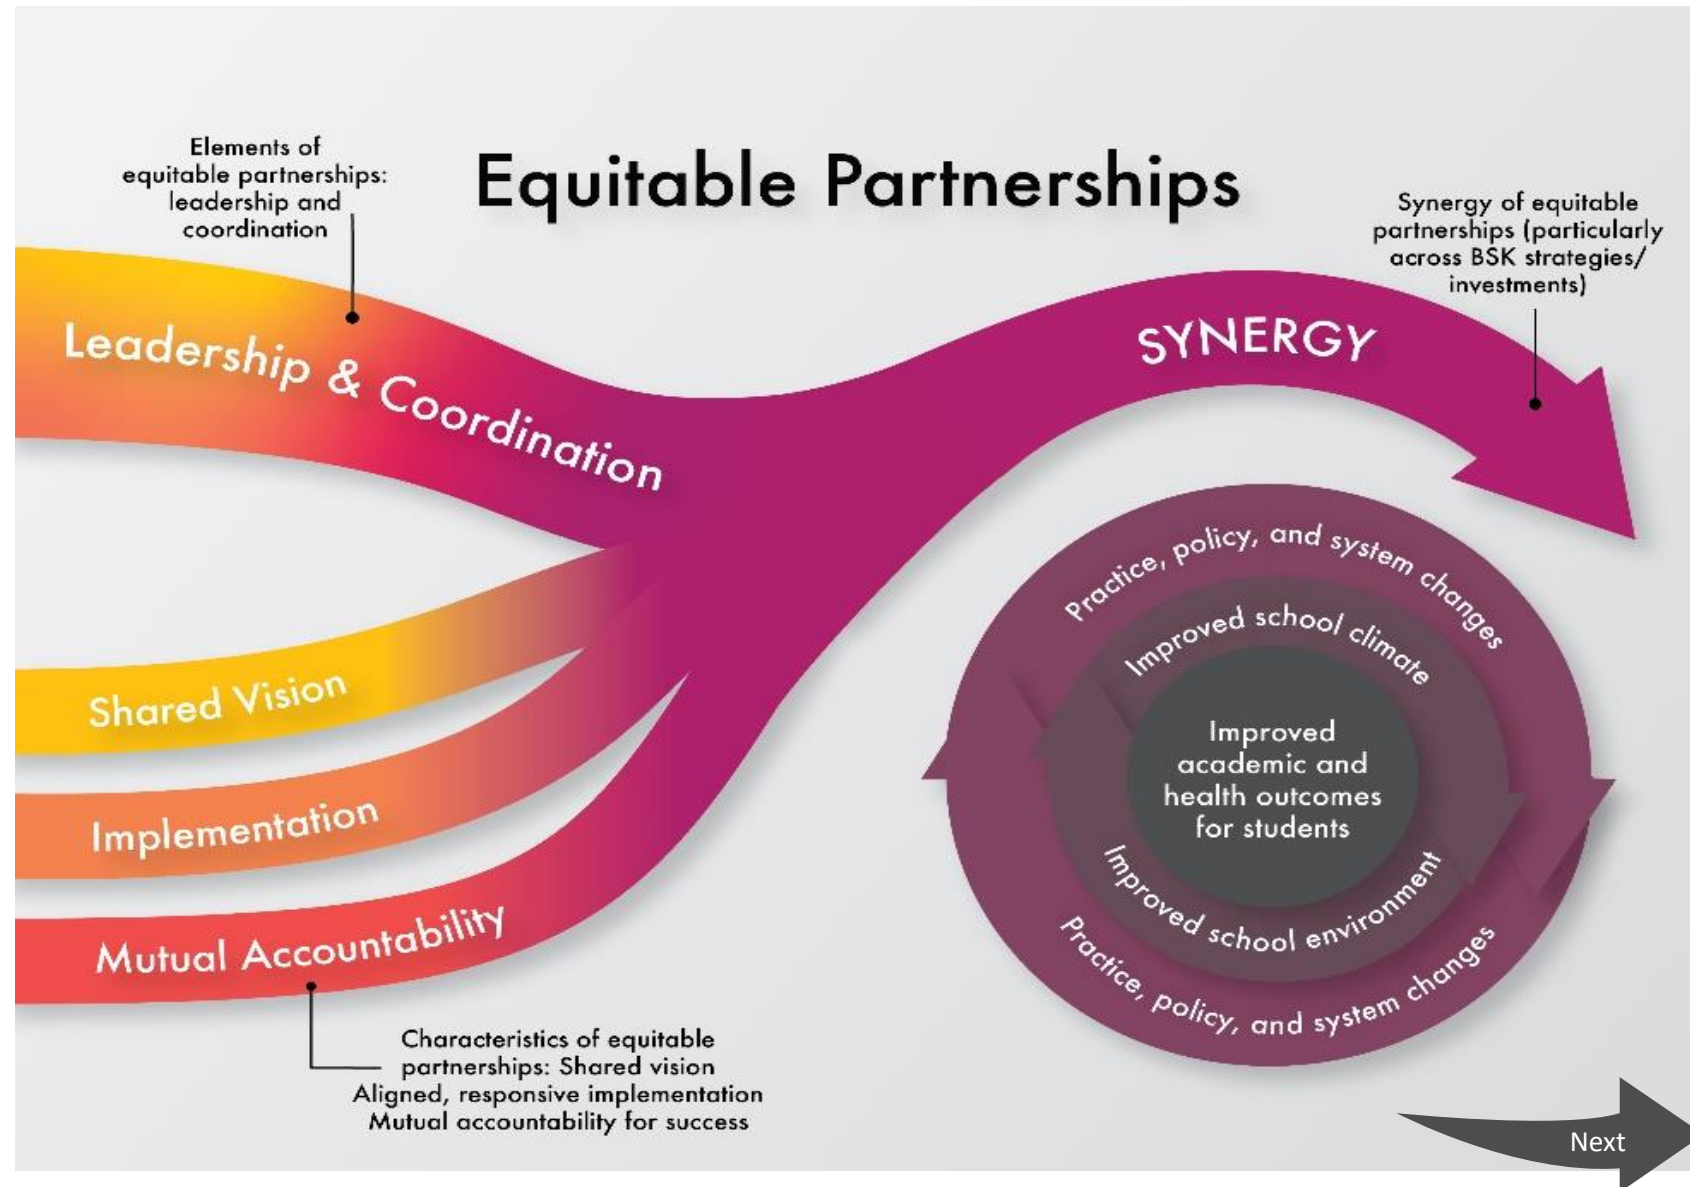 Equitable Partnerships
Elements of
equitable partnerships:
leadership and
coordination
Leadership & Coordination
Shared Vision
Implementation
Mutual Accountability
Characteristics of equitable
partnerships: Shared vision
Aligned, responsive implementation
Mutual accountability for success
SYNERGY
Synergy of equitable
partnerships (particularly
across BSK strategies/
investments)
Practice, policy, and system changes
Improved school climate
Improved
academic and
health outcomes
for students
Improved school environment
Practice, policy, and system changes
Next